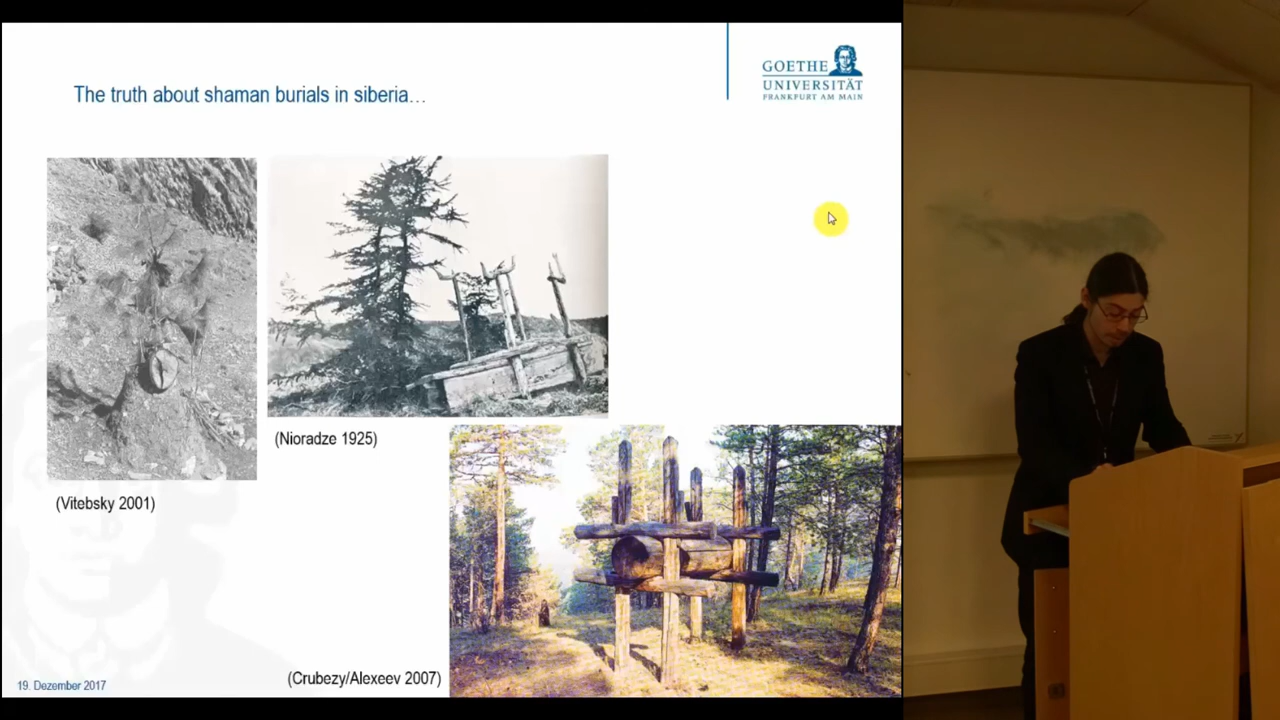 The truth about shaman burials in siberia…
GOETHE
UNIVERSITÄT
FRANKFURT AM MAIN
(Nioradze 1925)
(Vitebsky 2001)
(Crubezy/Alexeev 2007)
19. Dezember 2017